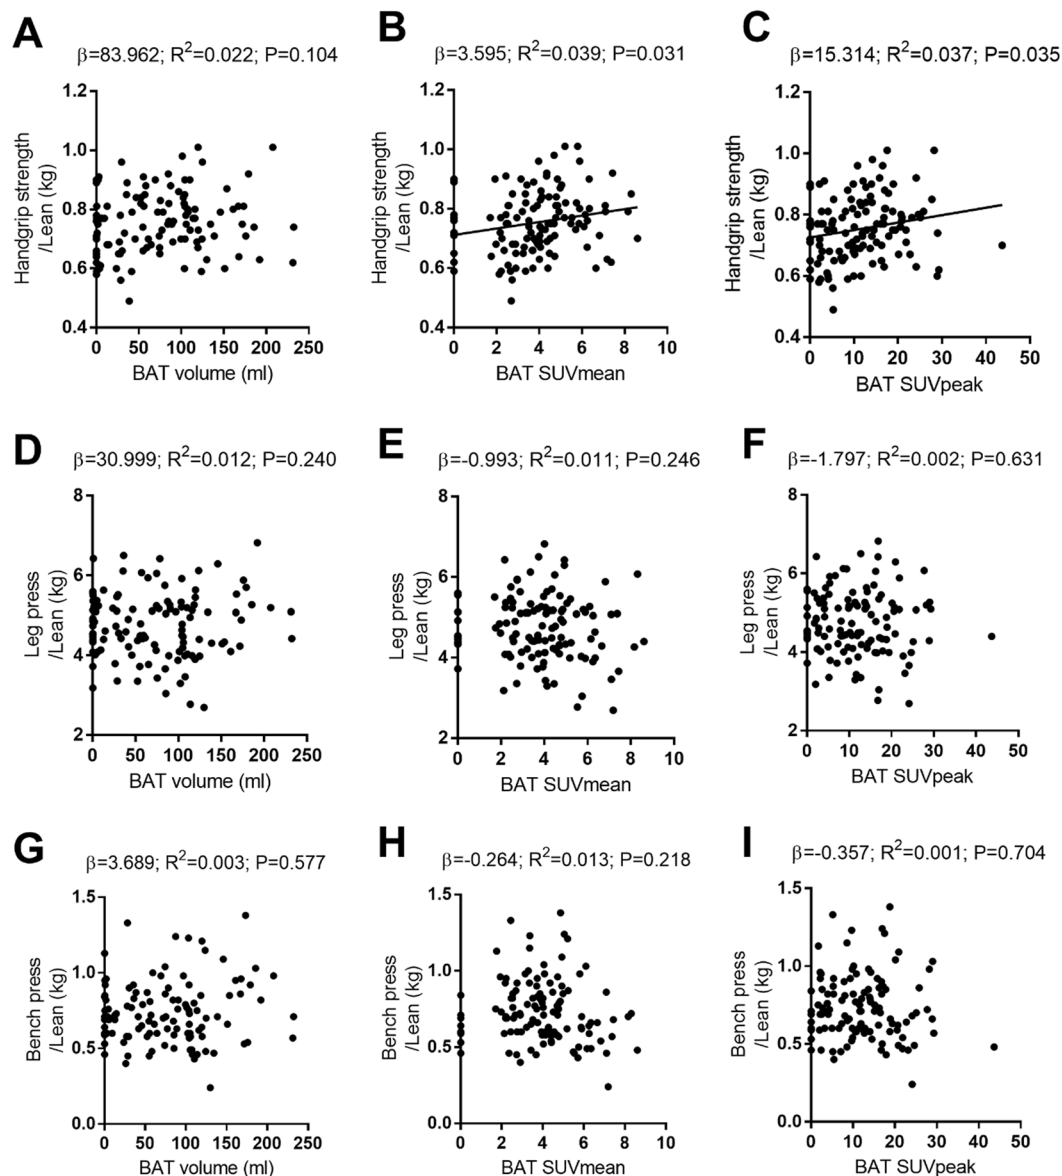 A
β=83.962; R²=0.022; P=0.104
Handgrip strength
/Lean (kg)
1.2
1.0
0.8
0.6
0.4
0 50 100 150 200 250
BAT volume (ml)
B
β=3.595; R²=0.039; P=0.031
Handgrip strength
/Lean (kg)
1.2
1.0
0.8
0.6
0.4
0 2 4 6 8 10
BAT SUVmean
C
β=15.314; R²=0.037; P=0.035
Handgrip strength
/Lean (kg)
1.2
1.0
0.8
0.6
0.4
0 10 20 30 40 50
BAT SUVpeak
D
β=30.999; R²=0.012; P=0.240
Leg press
/Lean (kg)
8
6
4
2
0 50 100 150 200 250
BAT volume (ml)
E
β=-0.993; R²=0.011; P=0.246
Leg press
/Lean (kg)
8
6
4
2
0 2 4 6 8 10
BAT SUVmean
F
β=-1.797; R²=0.002; P=0.631
Leg press
/Lean (kg)
8
6
4
2
0 10 20 30 40 50
BAT SUVpeak
G
β=3.689; R²=0.003; P=0.577
Bench press
/Lean (kg)
1.5
1.0
0.5
0.0
0 50 100 150 200 250
BAT volume (ml)
H
β=-0.264; R²=0.013; P=0.218
Bench press
/Lean (kg)
1.5
1.0
0.5
0.0
0 2 4 6 8 10
BAT SUVmean
I
β=-0.357; R²=0.001; P=0.704
Bench press
/Lean (kg)
1.5
1.0
0.5
0.0
0 10 20 30 40 50
BAT SUVpeak